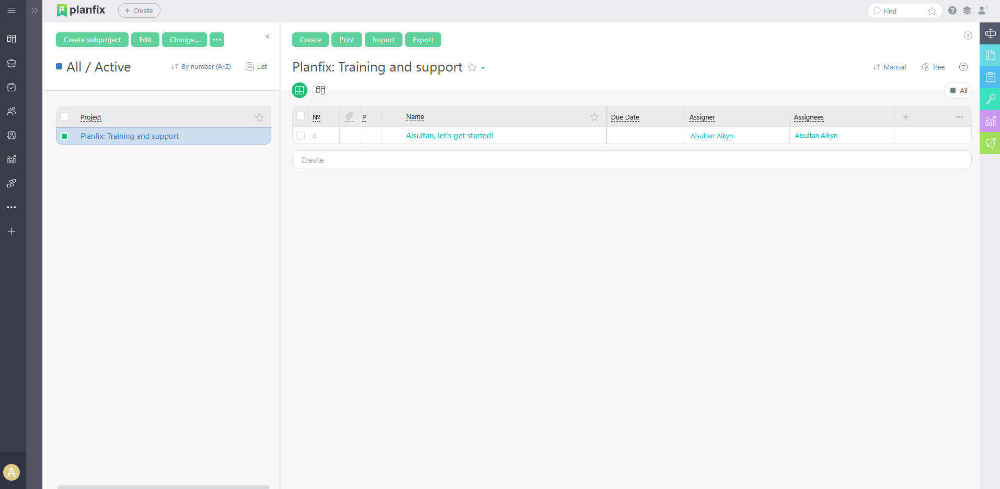 planfix
+ Create
Find
1
Create subproject
Edit
Change...
All / Active
By number (A-Z)
List
Project
Planfix: Training and support
Create
Print
Import
Export
Planfix: Training and support
Manual
Tree
All
№
P
Name
Due Date
Assigner
Assignees
8
Aisultan, let's get started!
Aisultan Aikyn
Aisultan Aikyn
Create
A